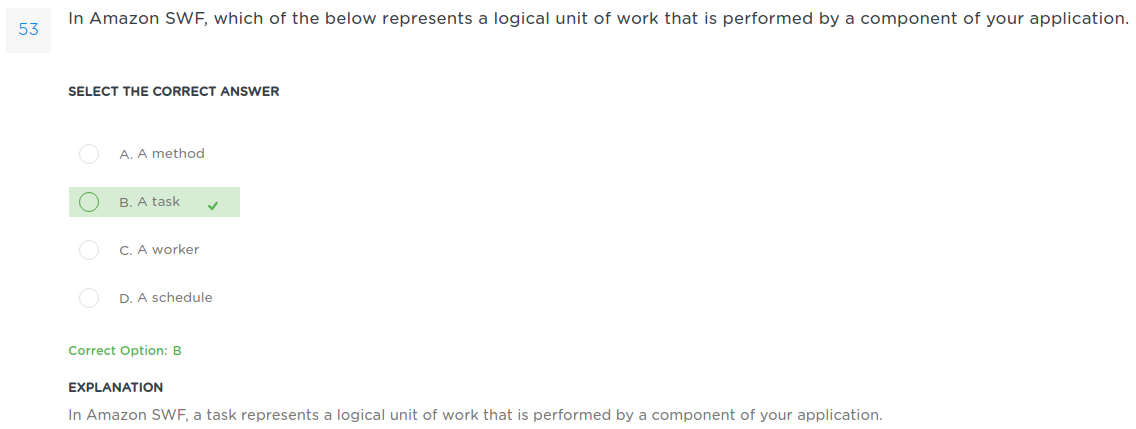 53
In Amazon SWF, which of the below represents a logical unit of work that is performed by a component of your application.
SELECT THE CORRECT ANSWER
A. A method
B. A task
C. A worker
D. A schedule
Correct Option: B
EXPLANATION
In Amazon SWF, a task represents a logical unit of work that is performed by a component of your application.